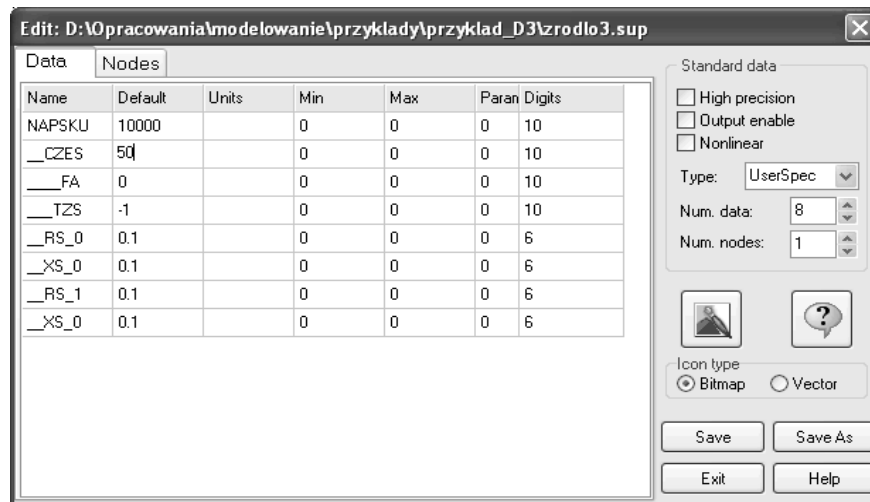 Edit: D:\Opracowania\modelowanie\przyklady\przyklad_D3\zrodlo3.sup
Data Nodes
Name Default Units Min Max Param Digits
NAPSKU 10000 0 0 0 10
__CZES 50 0 0 0 10
____FA 0 0 0 0 10
___TZS -1 0 0 0 10
__RS_0 0.1 0 0 0 6
__XS_0 0.1 0 0 0 6
__RS_1 0.1 0 0 0 6
__XS_0 0.1 0 0 0 6
Standard data
High precision
Output enable
Nonlinear
Type: UserSpec
Num. data: 8
Num. nodes: 1
Icon type
Bitmap Vector
Save Save As
Exit Help